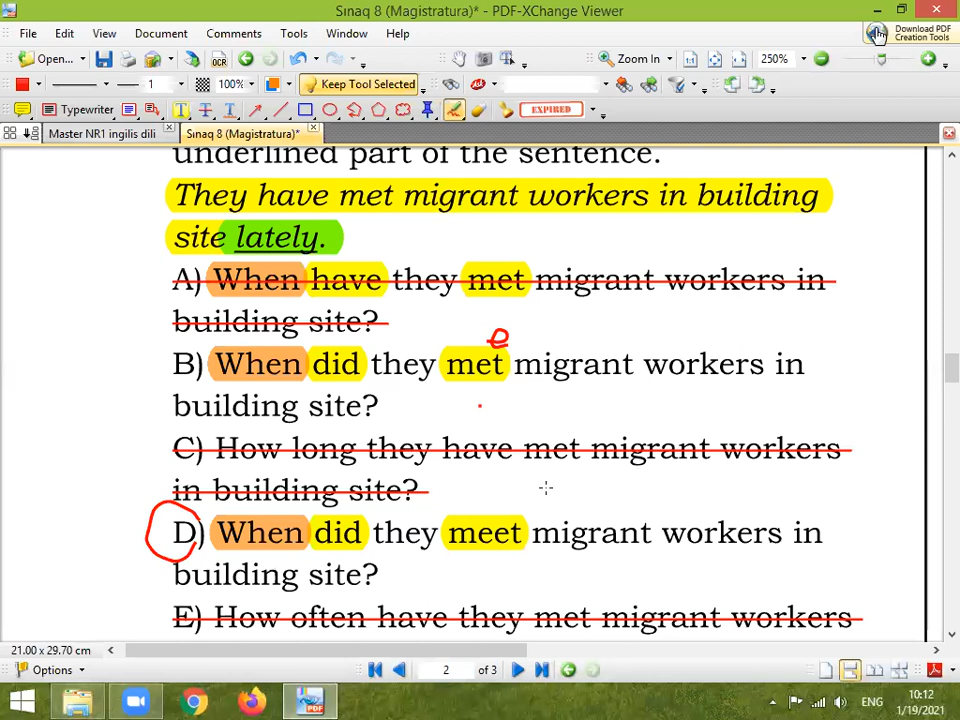 Sınaq 8 (Magistratura)* - PDF-XChange Viewer
File Edit View Document Comments Tools Window Help
Download PDF
Creation Tools
Open... OCR Zoom In 250%
1 100% Keep Tool Selected
Typewriter T T T EXPIRED
Master NR1 ingilis dili Sınaq 8 (Magistratura)*
underlined part of the sentence.
They have met migrant workers in building
site lately.
A) When have they met migrant workers in
building site?
e
B) When did they met migrant workers in
building site?
C) How long they have met migrant workers
in building site?
D) When did they meet migrant workers in
building site?
E) How often have they met migrant workers
21.00 x 29.70 cm
Options 2 of 3
PDF
ENG
10:12
1/19/2021